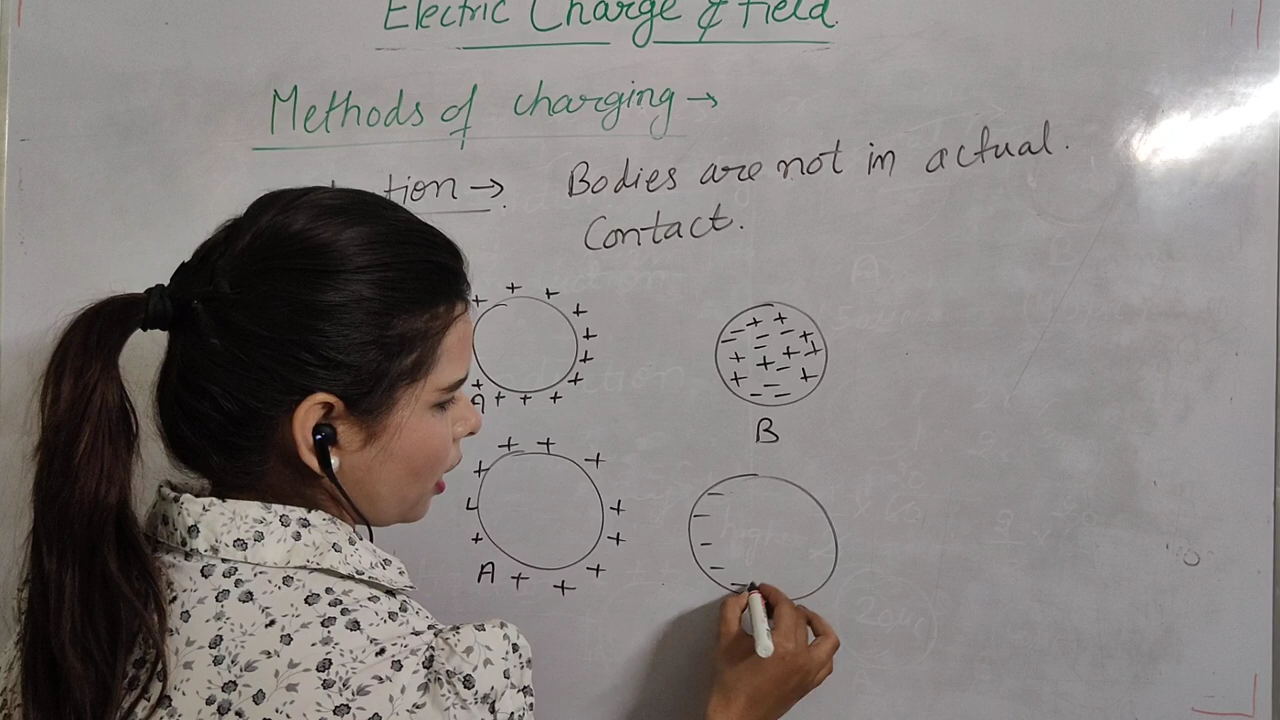 Electric Charge & Field.
Methods of charging →
tion → Bodies are not in actual.
Contact.
A B
A